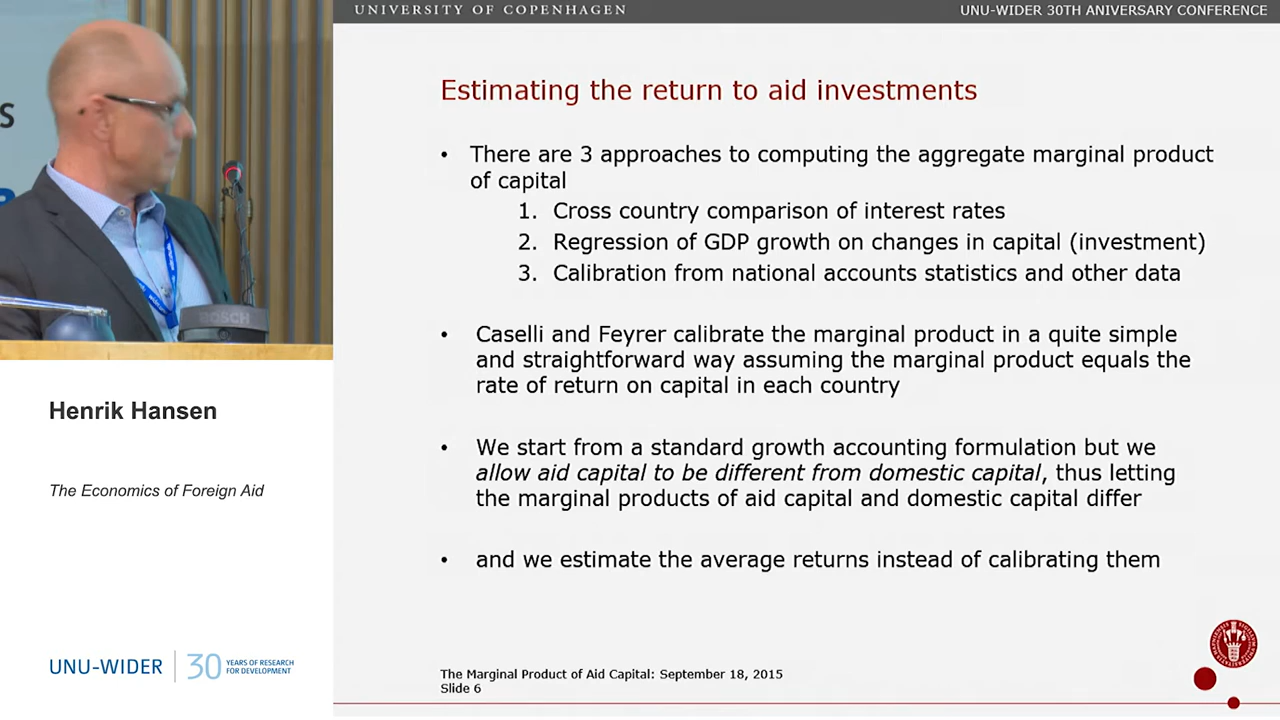 UNIVERSITY OF COPENHAGEN
UNU-WIDER 30TH ANIVERSARY CONFERENCE
S
BOSCH
Estimating the return to aid investments
• There are 3 approaches to computing the aggregate marginal product
of capital
1. Cross country comparison of interest rates
2. Regression of GDP growth on changes in capital (investment)
3. Calibration from national accounts statistics and other data
• Caselli and Feyrer calibrate the marginal product in a quite simple
and straightforward way assuming the marginal product equals the
rate of return on capital in each country
• We start from a standard growth accounting formulation but we
allow aid capital to be different from domestic capital, thus letting
the marginal products of aid capital and domestic capital differ
• and we estimate the average returns instead of calibrating them
Henrik Hansen
The Economics of Foreign Aid
UNU-WIDER
30 YEARS OF RESEARCH
FOR DEVELOPMENT
The Marginal Product of Aid Capital: September 18, 2015
Slide 6